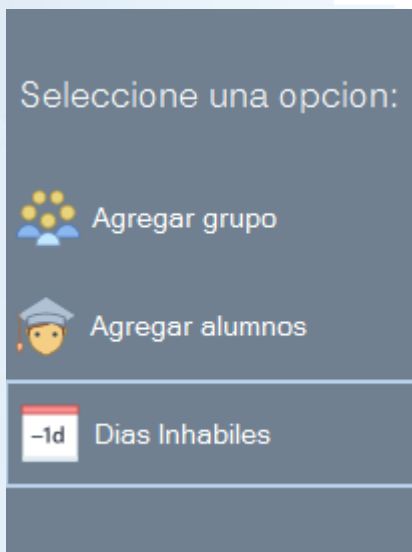 Seleccione una opcion:
Agregar grupo
Agregar alumnos
-1d
Dias Inhabiles